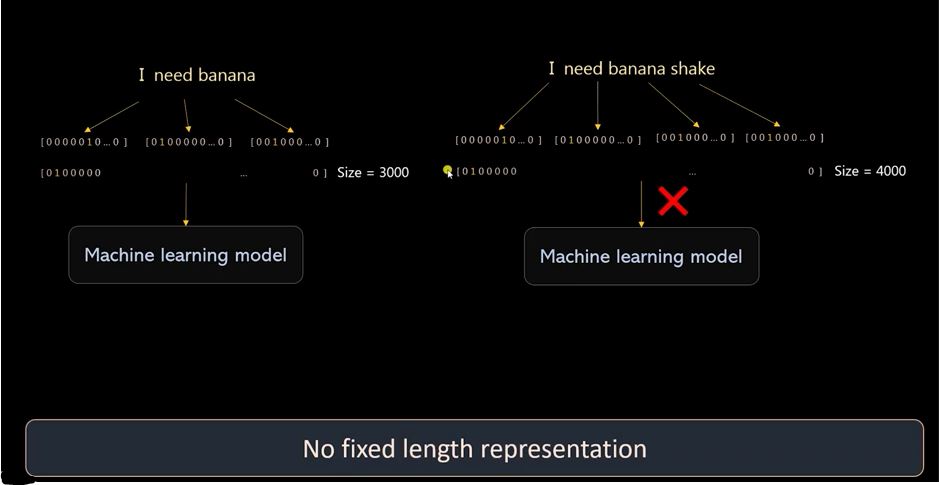 I need banana
[0000010...0] [0100000...0] [001000...0]
[0100000 ... 0] Size = 3000
Machine learning model
I need banana shake
[0000010...0] [0100000...0] [001000...0] [001000...0]
[0100000 ... 0] Size = 4000
Machine learning model
No fixed length representation